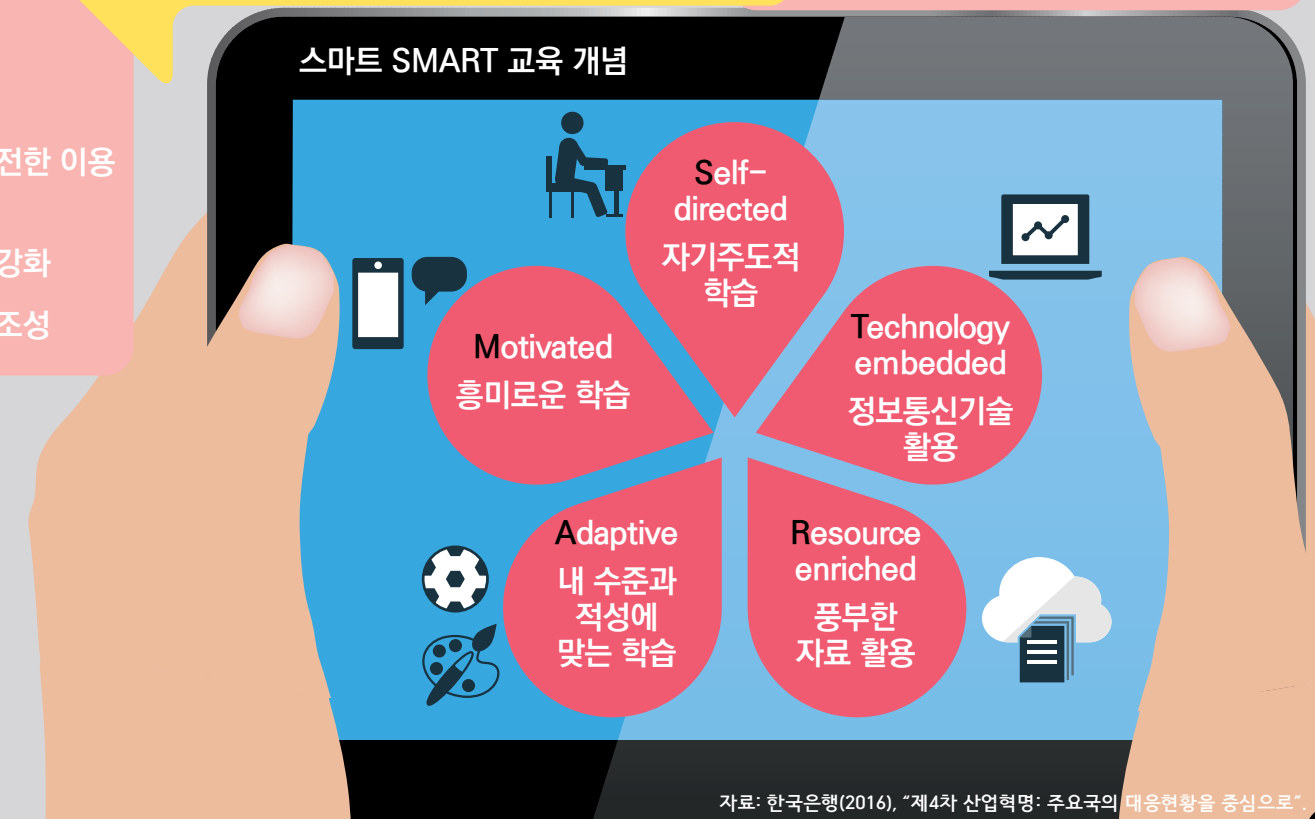 스마트 SMART 교육 개념
전한 이용
강화
조성
Self-
directed
자기주도적
학습
Motivated
흥미로운 학습
Technology
embedded
정보통신기술
활용
Adaptive
내 수준과
적성에
맞는 학습
Resource
enriched
풍부한
자료 활용
자료: 한국은행(2016), “제4차 산업혁명: 주요국의 대응현황을 중심으로”.